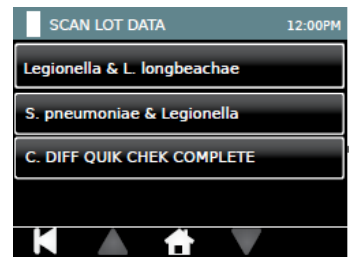 SCAN LOT DATA 12:00PM
Legionella & L. longbeachae
S. pneumoniae & Legionella
C. DIFF QUIK CHEK COMPLETE